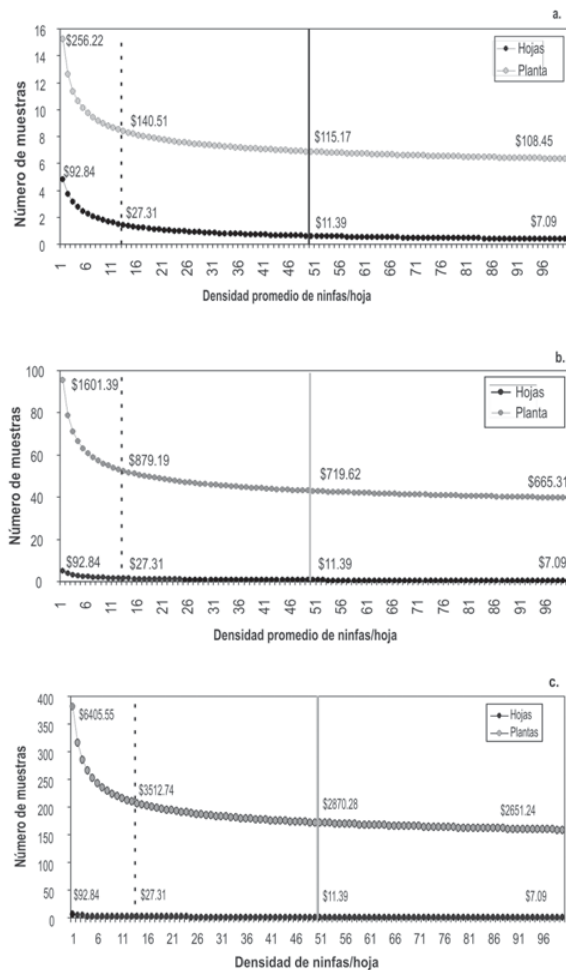 a.
16
14
12
10
8
6
4
2
0
Número de muestras
$256.22
$140.51
$115.17
$108.45
$92.84
$27.31
$11.39
$7.09
Hojas
Planta
1 6 11 16 21 26 31 36 41 46 51 56 61 66 71 76 81 86 91 96
Densidad promedio de ninfas/hoja
b.
100
80
60
40
20
0
Número de muestras
$1601.39
$879.19
$719.62
$665.31
$92.84
$27.31
$11.39
$7.09
Hojas
Planta
1 6 11 16 21 26 31 36 41 46 51 56 61 66 71 76 81 86 91 96
Densidad promedio de ninfas/hoja
c.
400
350
300
250
200
150
100
50
0
Número de muestras
$6405.55
$3512.74
$2870.28
$2651.24
$92.84
$27.31
$11.39
$7.09
Hojas
Plantas
1 6 11 16 21 26 31 36 41 46 51 56 61 66 71 76 81 86 91 96
Densidad de ninfas/hoja